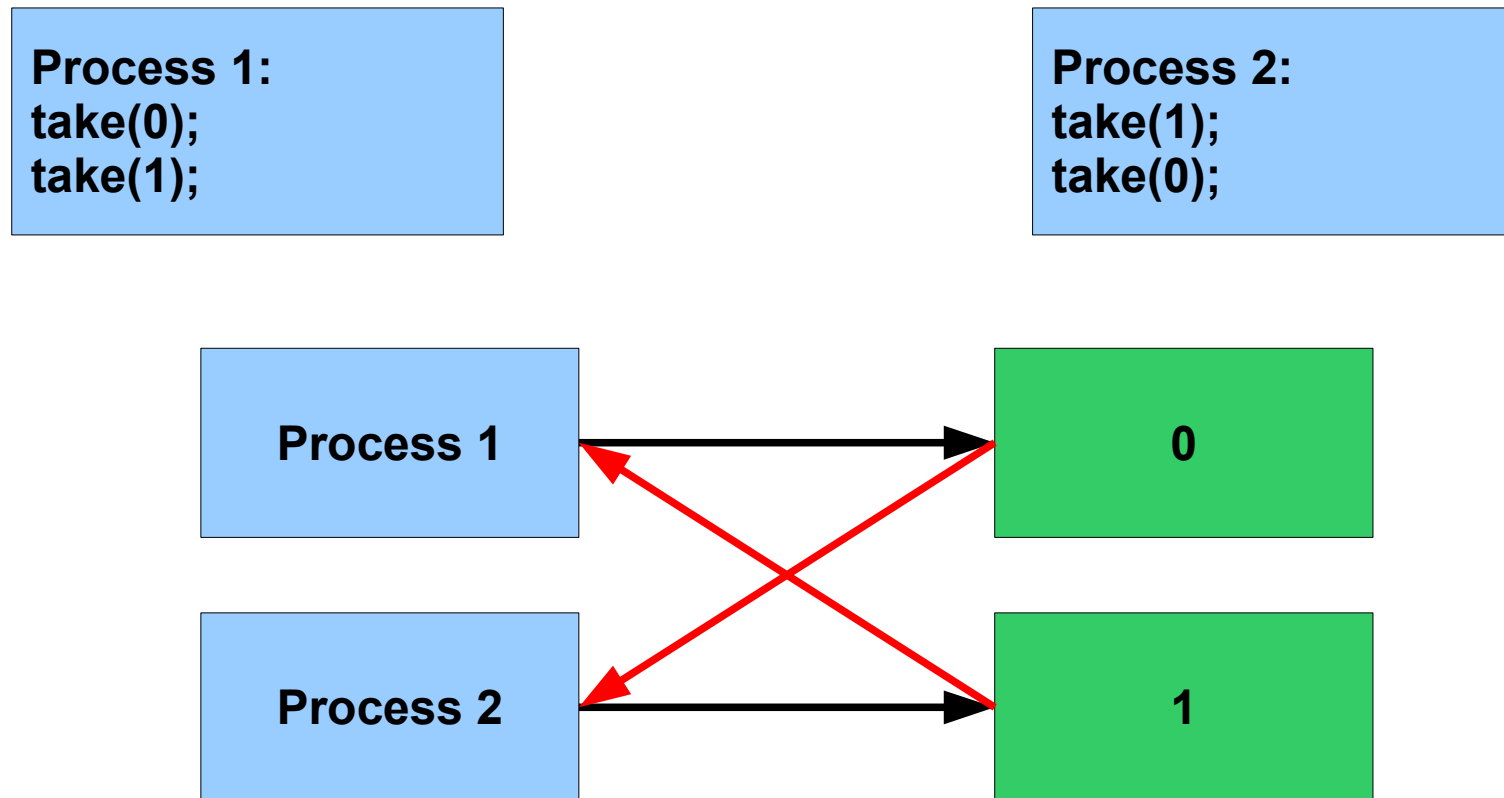 Process 1:
take(0);
take(1);
Process 2:
take(1);
take(0);
Process 1
0
Process 2
1